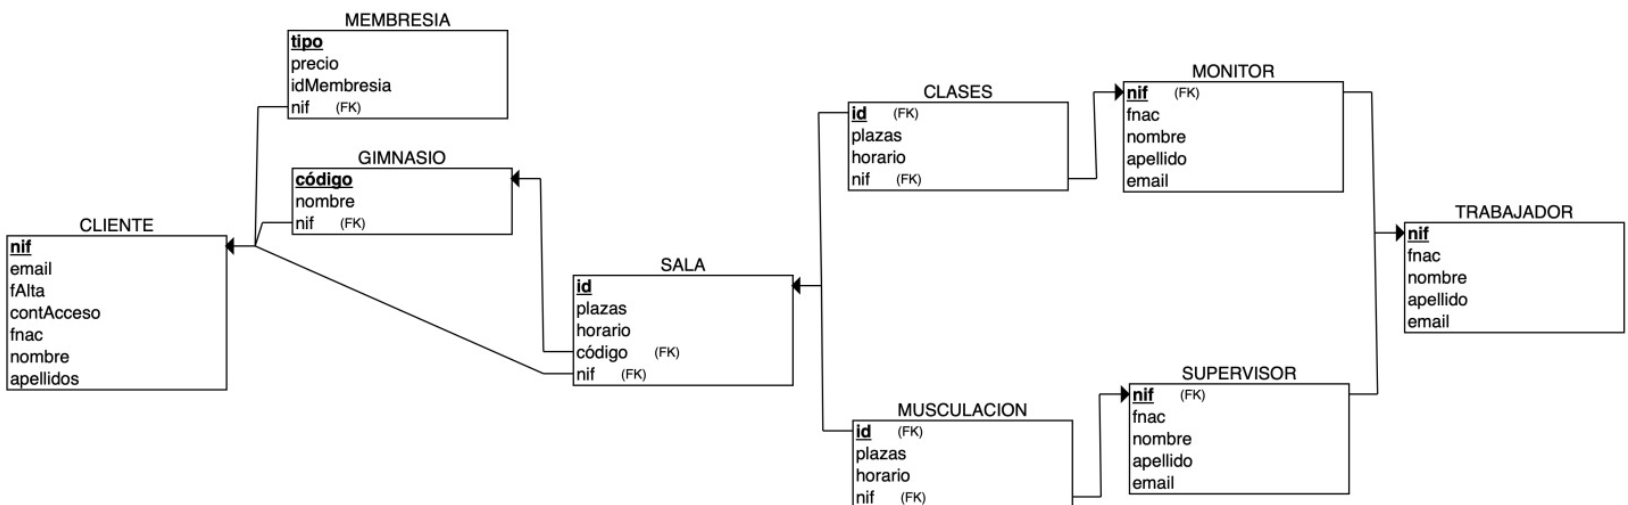 MEMBRESIA
tipo
precio
idMembresia
nif (FK)
GIMNASIO
código
nombre
nif (FK)
CLIENTE
nif
email
fAlta
contAcceso
fnac
nombre
apellidos
SALA
id
plazas
horario
código (FK)
nif (FK)
CLASES
id (FK)
plazas
horario
nif (FK)
MUSCULACION
id (FK)
plazas
horario
nif (FK)
MONITOR
nif (FK)
fnac
nombre
apellido
email
SUPERVISOR
nif (FK)
fnac
nombre
apellido
email
TRABAJADOR
nif
fnac
nombre
apellido
email